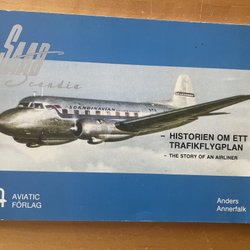 SAAB
Scandia
SCANDINAVIAN
- HISTORIEN OM ETT
TRAFIKFLYGPLAN
- THE STORY OF AN AIRLINER
AVIATIC
FÖRLAG
Anders
Annerfalk